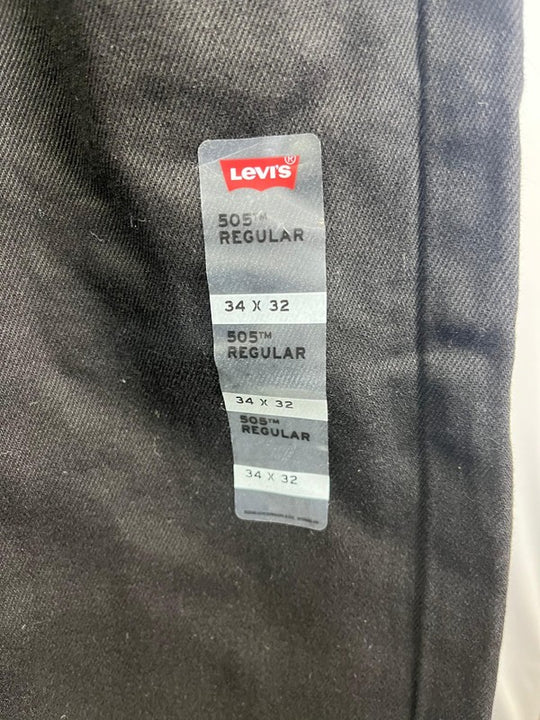 LEVI'S®
505™
REGULAR
34 X 32
505™
REGULAR
34 X 32
505™
REGULAR
34 X 32